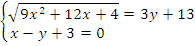 √(9x² + 12x + 4) = 3y + 13
x − y + 3 = 0